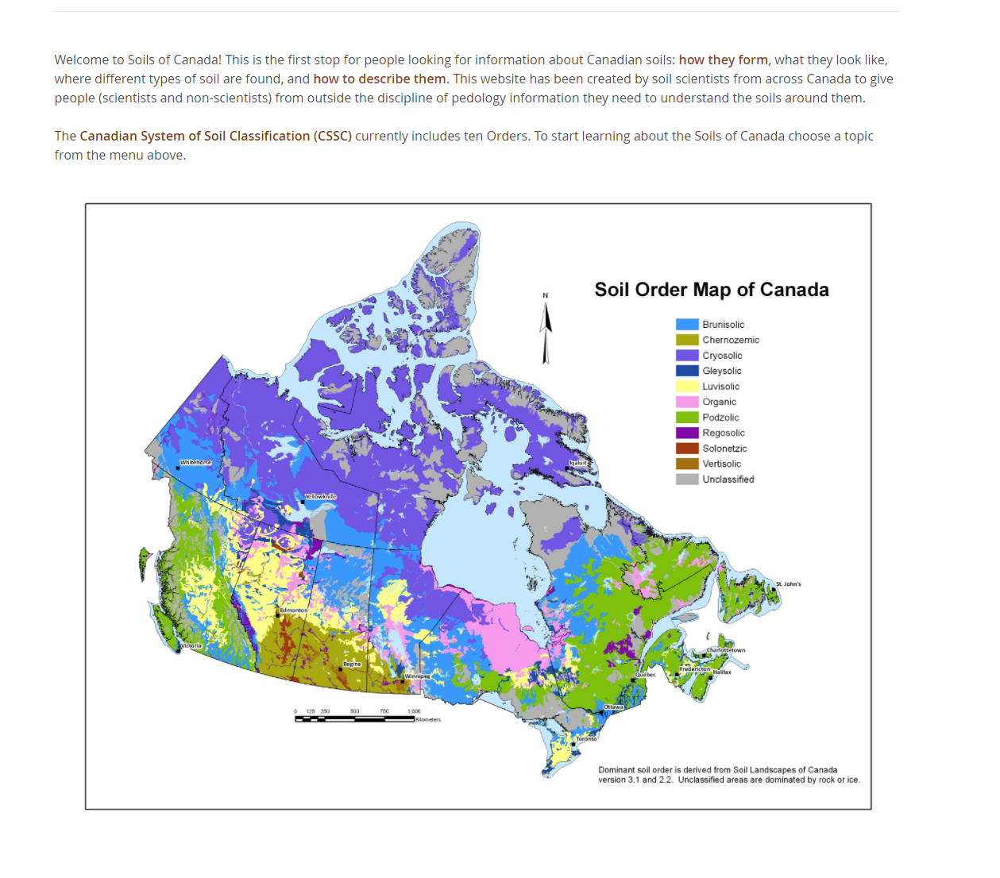 Welcome to Soils of Canada! This is the first stop for people looking for information about Canadian soils: how they form, what they look like,
where different types of soil are found, and how to describe them. This website has been created by soil scientists from across Canada to give
people (scientists and non-scientists) from outside the discipline of pedology information they need to understand the soils around them.
The Canadian System of Soil Classification (CSSC) currently includes ten Orders. To start learning about the Soils of Canada choose a topic
from the menu above.
Soil Order Map of Canada
N
Brunisolic
Chernozemic
Cryosolic
Gleysolic
Luvisolic
Organic
Podzolic
Regosolic
Solonetzic
Vertisolic
Unclassified
Whitehorse
Iqaluit
Yellowknife
St. John's
Edmonton
Victoria
Charlottetown
Regina
Fredericton
Halifax
Winnipeg
Québec
Ottawa
Toronto
0 125 250 500 750 1,000
Kilometers
Dominant soil order is derived from Soil Landscapes of Canada
version 3.1 and 2.2. Unclassified areas are dominated by rock or ice.